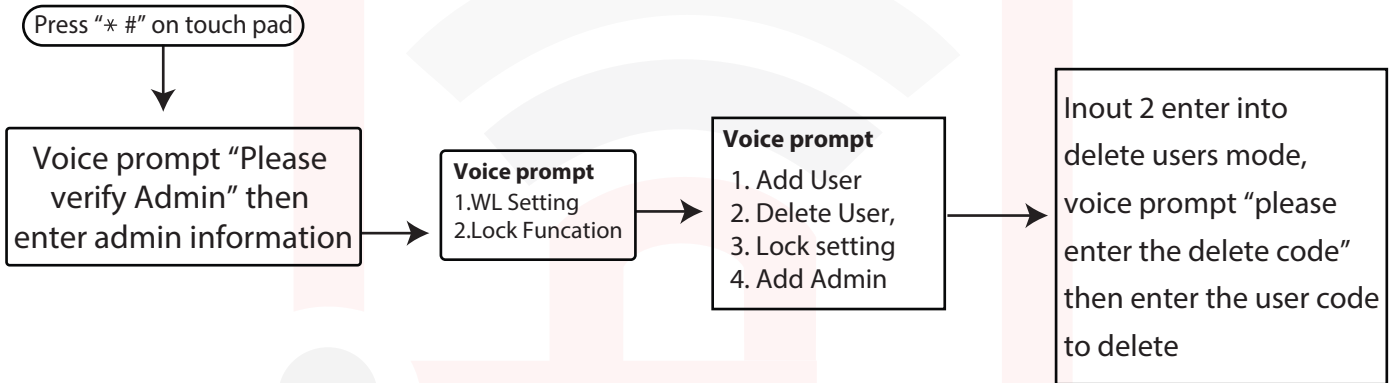 Press “* #” on touch pad
Voice prompt “Please
verify Admin” then
enter admin information
Voice prompt
1.WL Setting
2.Lock Funcation
Voice prompt
1. Add User
2. Delete User,
3. Lock setting
4. Add Admin
Inout 2 enter into
delete users mode,
voice prompt “please
enter the delete code”
then enter the user code
to delete